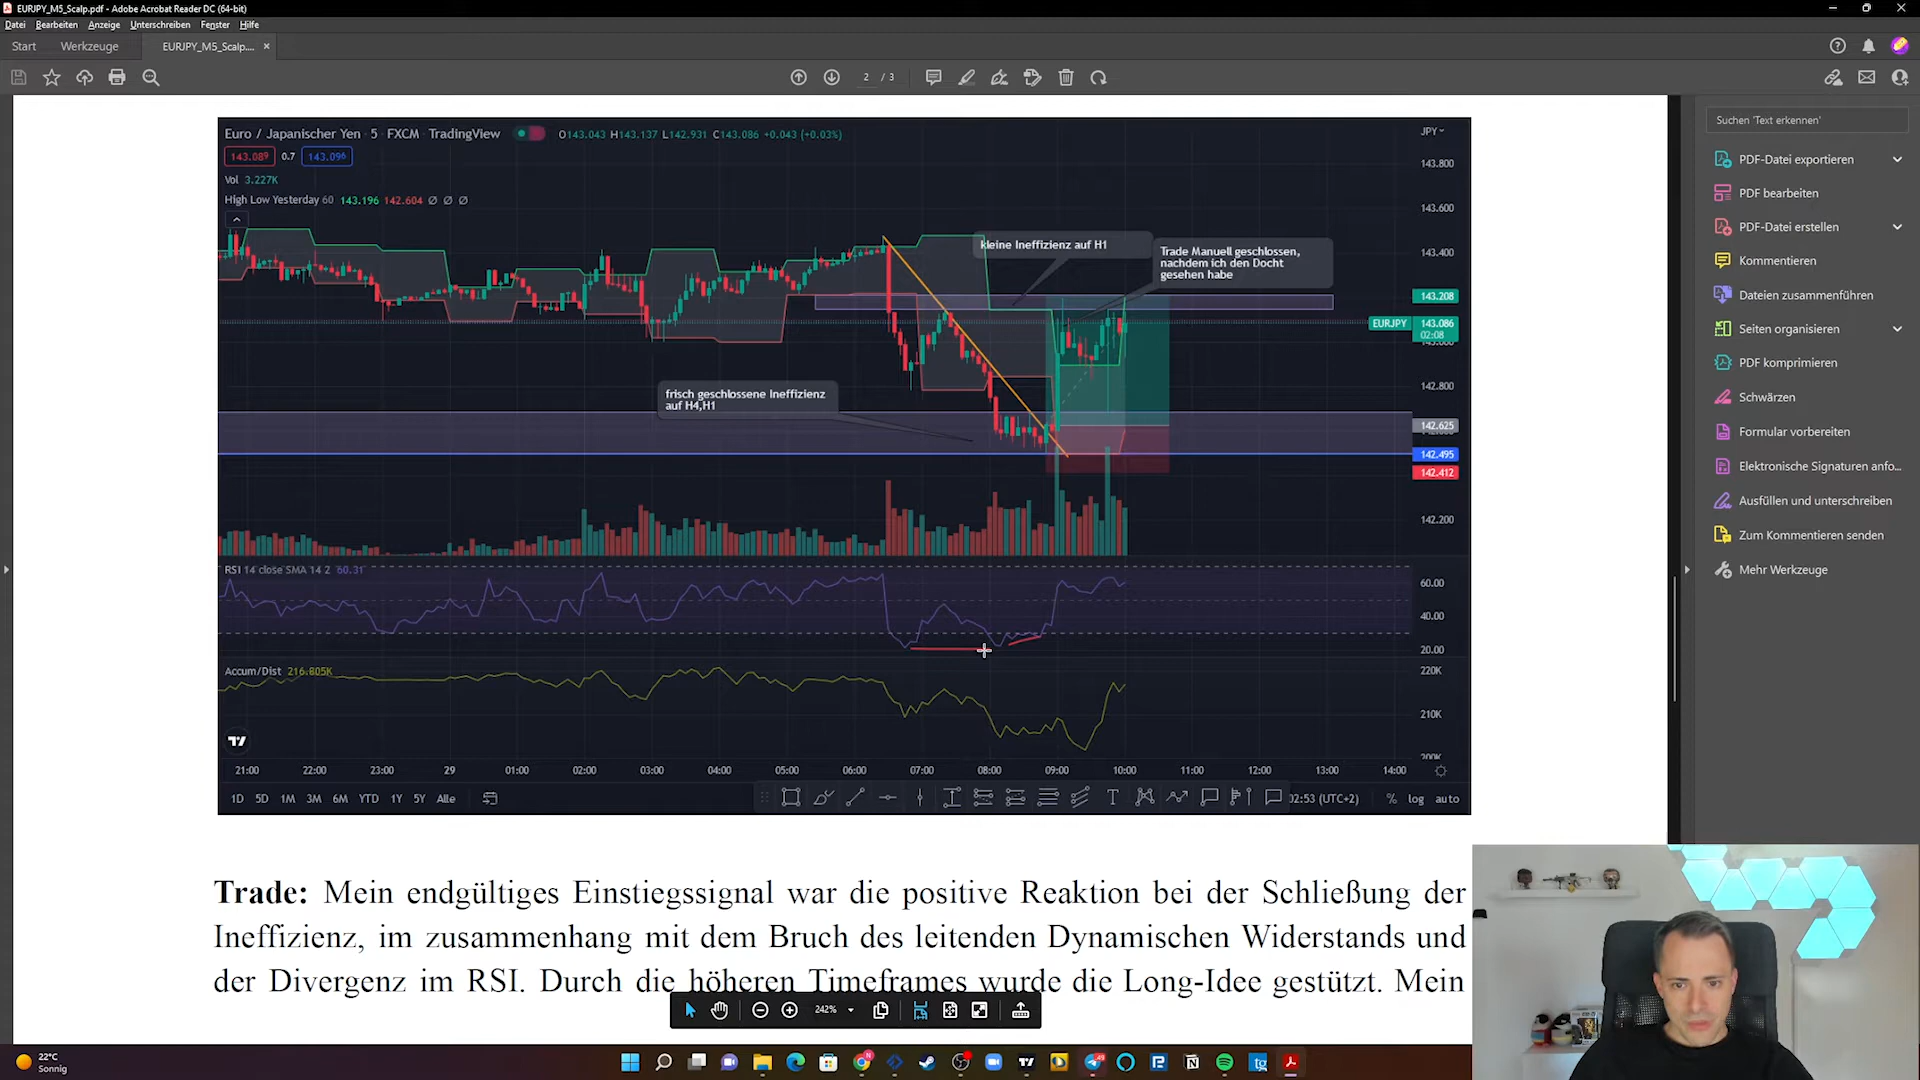 EURJPY_M5_Scalp.pdf - Adobe Acrobat Reader DC (64-bit)
Datei Bearbeiten Anzeige Unterschreiben Fenster Hilfe
Start Werkzeuge EURJPY_M5_Scalp....
2 / 3
Suchen 'Text erkennen'
PDF-Datei exportieren
PDF bearbeiten
PDF-Datei erstellen
Kommentieren
Dateien zusammenführen
Seiten organisieren
PDF komprimieren
Schwärzen
Formular vorbereiten
Elektronische Signaturen anfo...
Ausfüllen und unterschreiben
Zum Kommentieren senden
Mehr Werkzeuge
Euro / Japanischer Yen · 5 · FXCM · TradingView O143.043 H143.137 L142.931 C143.086 +0.043 (+0.03%)
143.089 0.7 143.096
Vol 3.227K
High Low Yesterday 60 143.196 142.604 ∅ ∅ ∅
JPY
143.800
143.600
143.400
143.208
EURJPY 143.086
02:08
143.000
142.800
142.625
142.495
142.412
142.200
kleine Ineffizienz auf H1
Trade Manuell geschlossen,
nachdem ich den Docht
gesehen habe
frisch geschlossene Ineffizienz
auf H4,H1
RSI 14 close SMA 14 2 60.31
60.00
40.00
20.00
Accum/Dist 216.805K
220K
210K
200K
21:00 22:00 23:00 29 01:00 02:00 03:00 04:00 05:00 06:00 07:00 08:00 09:00 10:00 11:00 12:00 13:00 14:00
1D 5D 1M 3M 6M YTD 1Y 5Y Alle
02:53 (UTC+2) % log auto
Trade: Mein endgültiges Einstiegssignal war die positive Reaktion bei der Schließung der
Ineffizienz, im zusammenhang mit dem Bruch des leitenden Dynamischen Widerstands und
der Divergenz im RSI. Durch die höheren Timeframes wurde die Long-Idee gestützt. Mein
242%
22°C
Sonnig